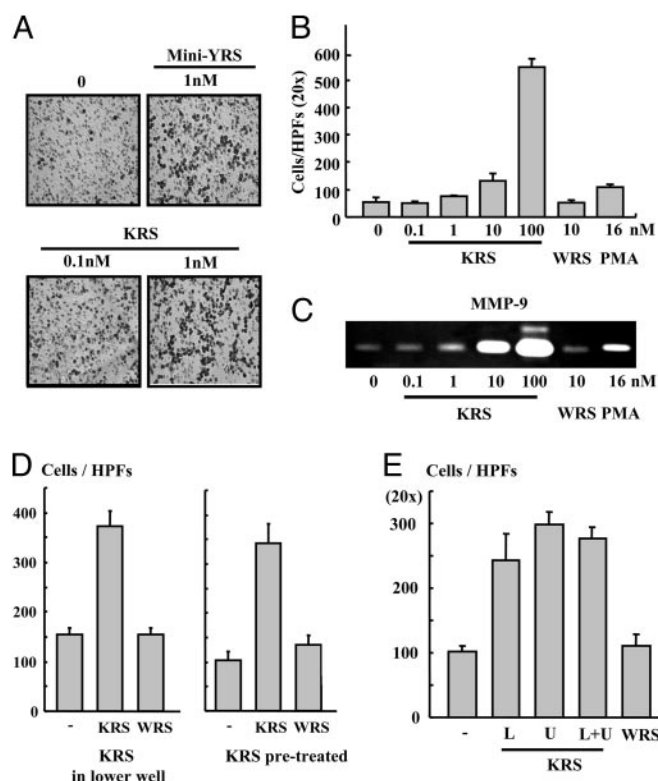 A
Mini-YRS
0 1nM
KRS
0.1nM 1nM
B
Cells/HPFs (20x)
600
500
400
300
200
100
0
0 0.1 1 10 100 10 16 nM
KRS WRS PMA
C
MMP-9
0 0.1 1 10 100 10 16 nM
KRS WRS PMA
D Cells / HPFs
400
300
150
100
0
- KRS WRS - KRS WRS
KRS KRS pre-treated
in lower well
E Cells / HPFs
(20x)
300
200
100
0
- L U L+U WRS
KRS